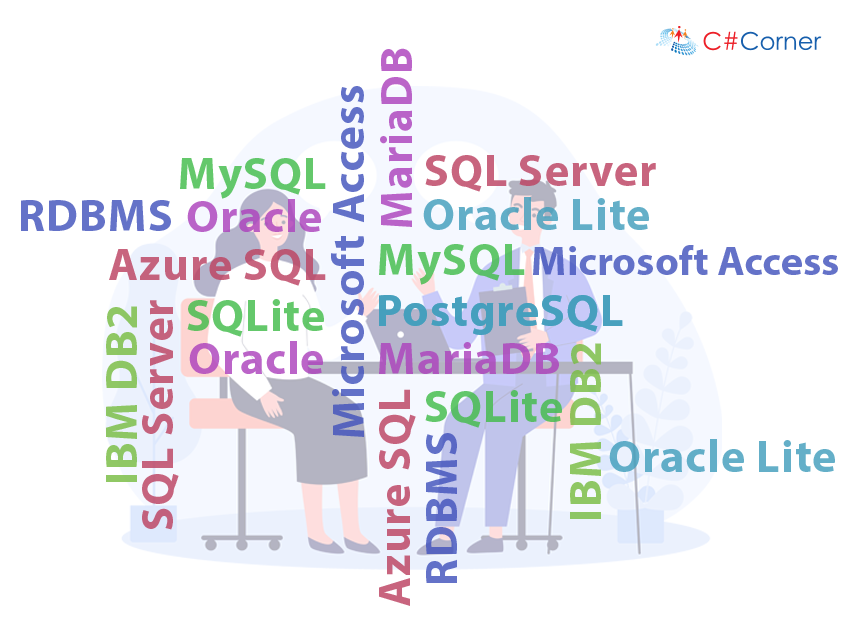 C#Corner
MariaDB
Microsoft Access
MySQL
SQL Server
RDBMS
Oracle
Oracle Lite
Azure SQL
MySQL
Microsoft Access
SQLite
PostgreSQL
IBM DB2
SQL Server
Oracle
MariaDB
IBM DB2
Azure SQL
SQLite
RDBMS
Oracle Lite